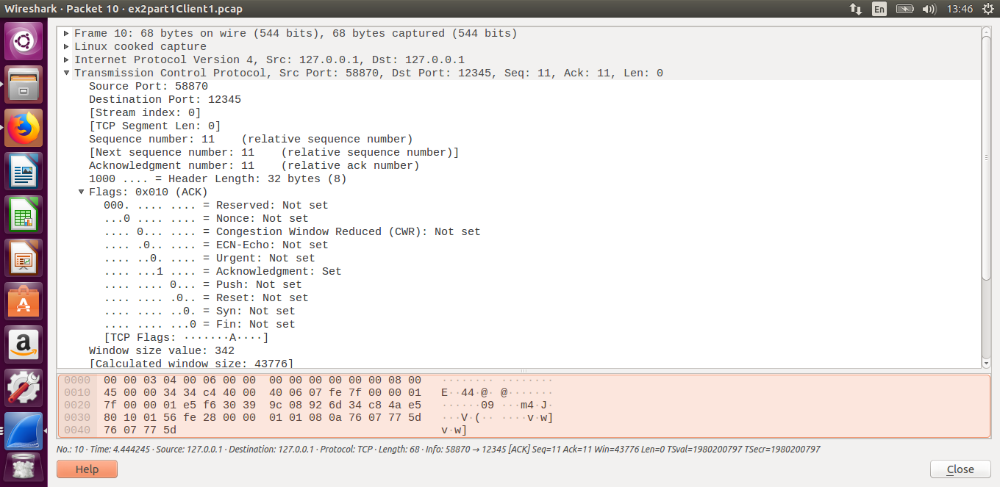 Wireshark · Packet 10 · ex2part1Client1.pcap
En
13:46
Frame 10: 68 bytes on wire (544 bits), 68 bytes captured (544 bits)
Linux cooked capture
Internet Protocol Version 4, Src: 127.0.0.1, Dst: 127.0.0.1
Transmission Control Protocol, Src Port: 58870, Dst Port: 12345, Seq: 11, Ack: 11, Len: 0
Source Port: 58870
Destination Port: 12345
[Stream index: 0]
[TCP Segment Len: 0]
Sequence number: 11    (relative sequence number)
[Next sequence number: 11    (relative sequence number)]
Acknowledgment number: 11    (relative ack number)
1000 .... = Header Length: 32 bytes (8)
Flags: 0x010 (ACK)
000. .... .... = Reserved: Not set
...0 .... .... = Nonce: Not set
.... 0... .... = Congestion Window Reduced (CWR): Not set
.... .0.. .... = ECN-Echo: Not set
.... ..0. .... = Urgent: Not set
.... ...1 .... = Acknowledgment: Set
.... .... 0... = Push: Not set
.... .... .0.. = Reset: Not set
.... .... ..0. = Syn: Not set
.... .... ...0 = Fin: Not set
[TCP Flags: ·······A····]
Window size value: 342
[Calculated window size: 43776]
0000 00 00 03 04 00 06 00 00 00 00 00 00 00 00 08 00 ········ ········
0010 45 00 00 34 34 c4 40 00 40 06 07 fe 7f 00 00 01 E··44·@· @·······
0020 7f 00 00 01 e5 f6 30 39 9c 08 92 6d 34 c8 4a e5 ······09 ···m4·J·
0030 80 10 01 56 fe 28 00 00 01 01 08 0a 76 07 77 5d ···V·(·· ····v·w]
0040 76 07 77 5d v·w]
No.: 10 · Time: 4.444245 · Source: 127.0.0.1 · Destination: 127.0.0.1 · Protocol: TCP · Length: 68 · Info: 58870 → 12345 [ACK] Seq=11 Ack=11 Win=43776 Len=0 TSval=1980200797 TSecr=1980200797
Help
Close